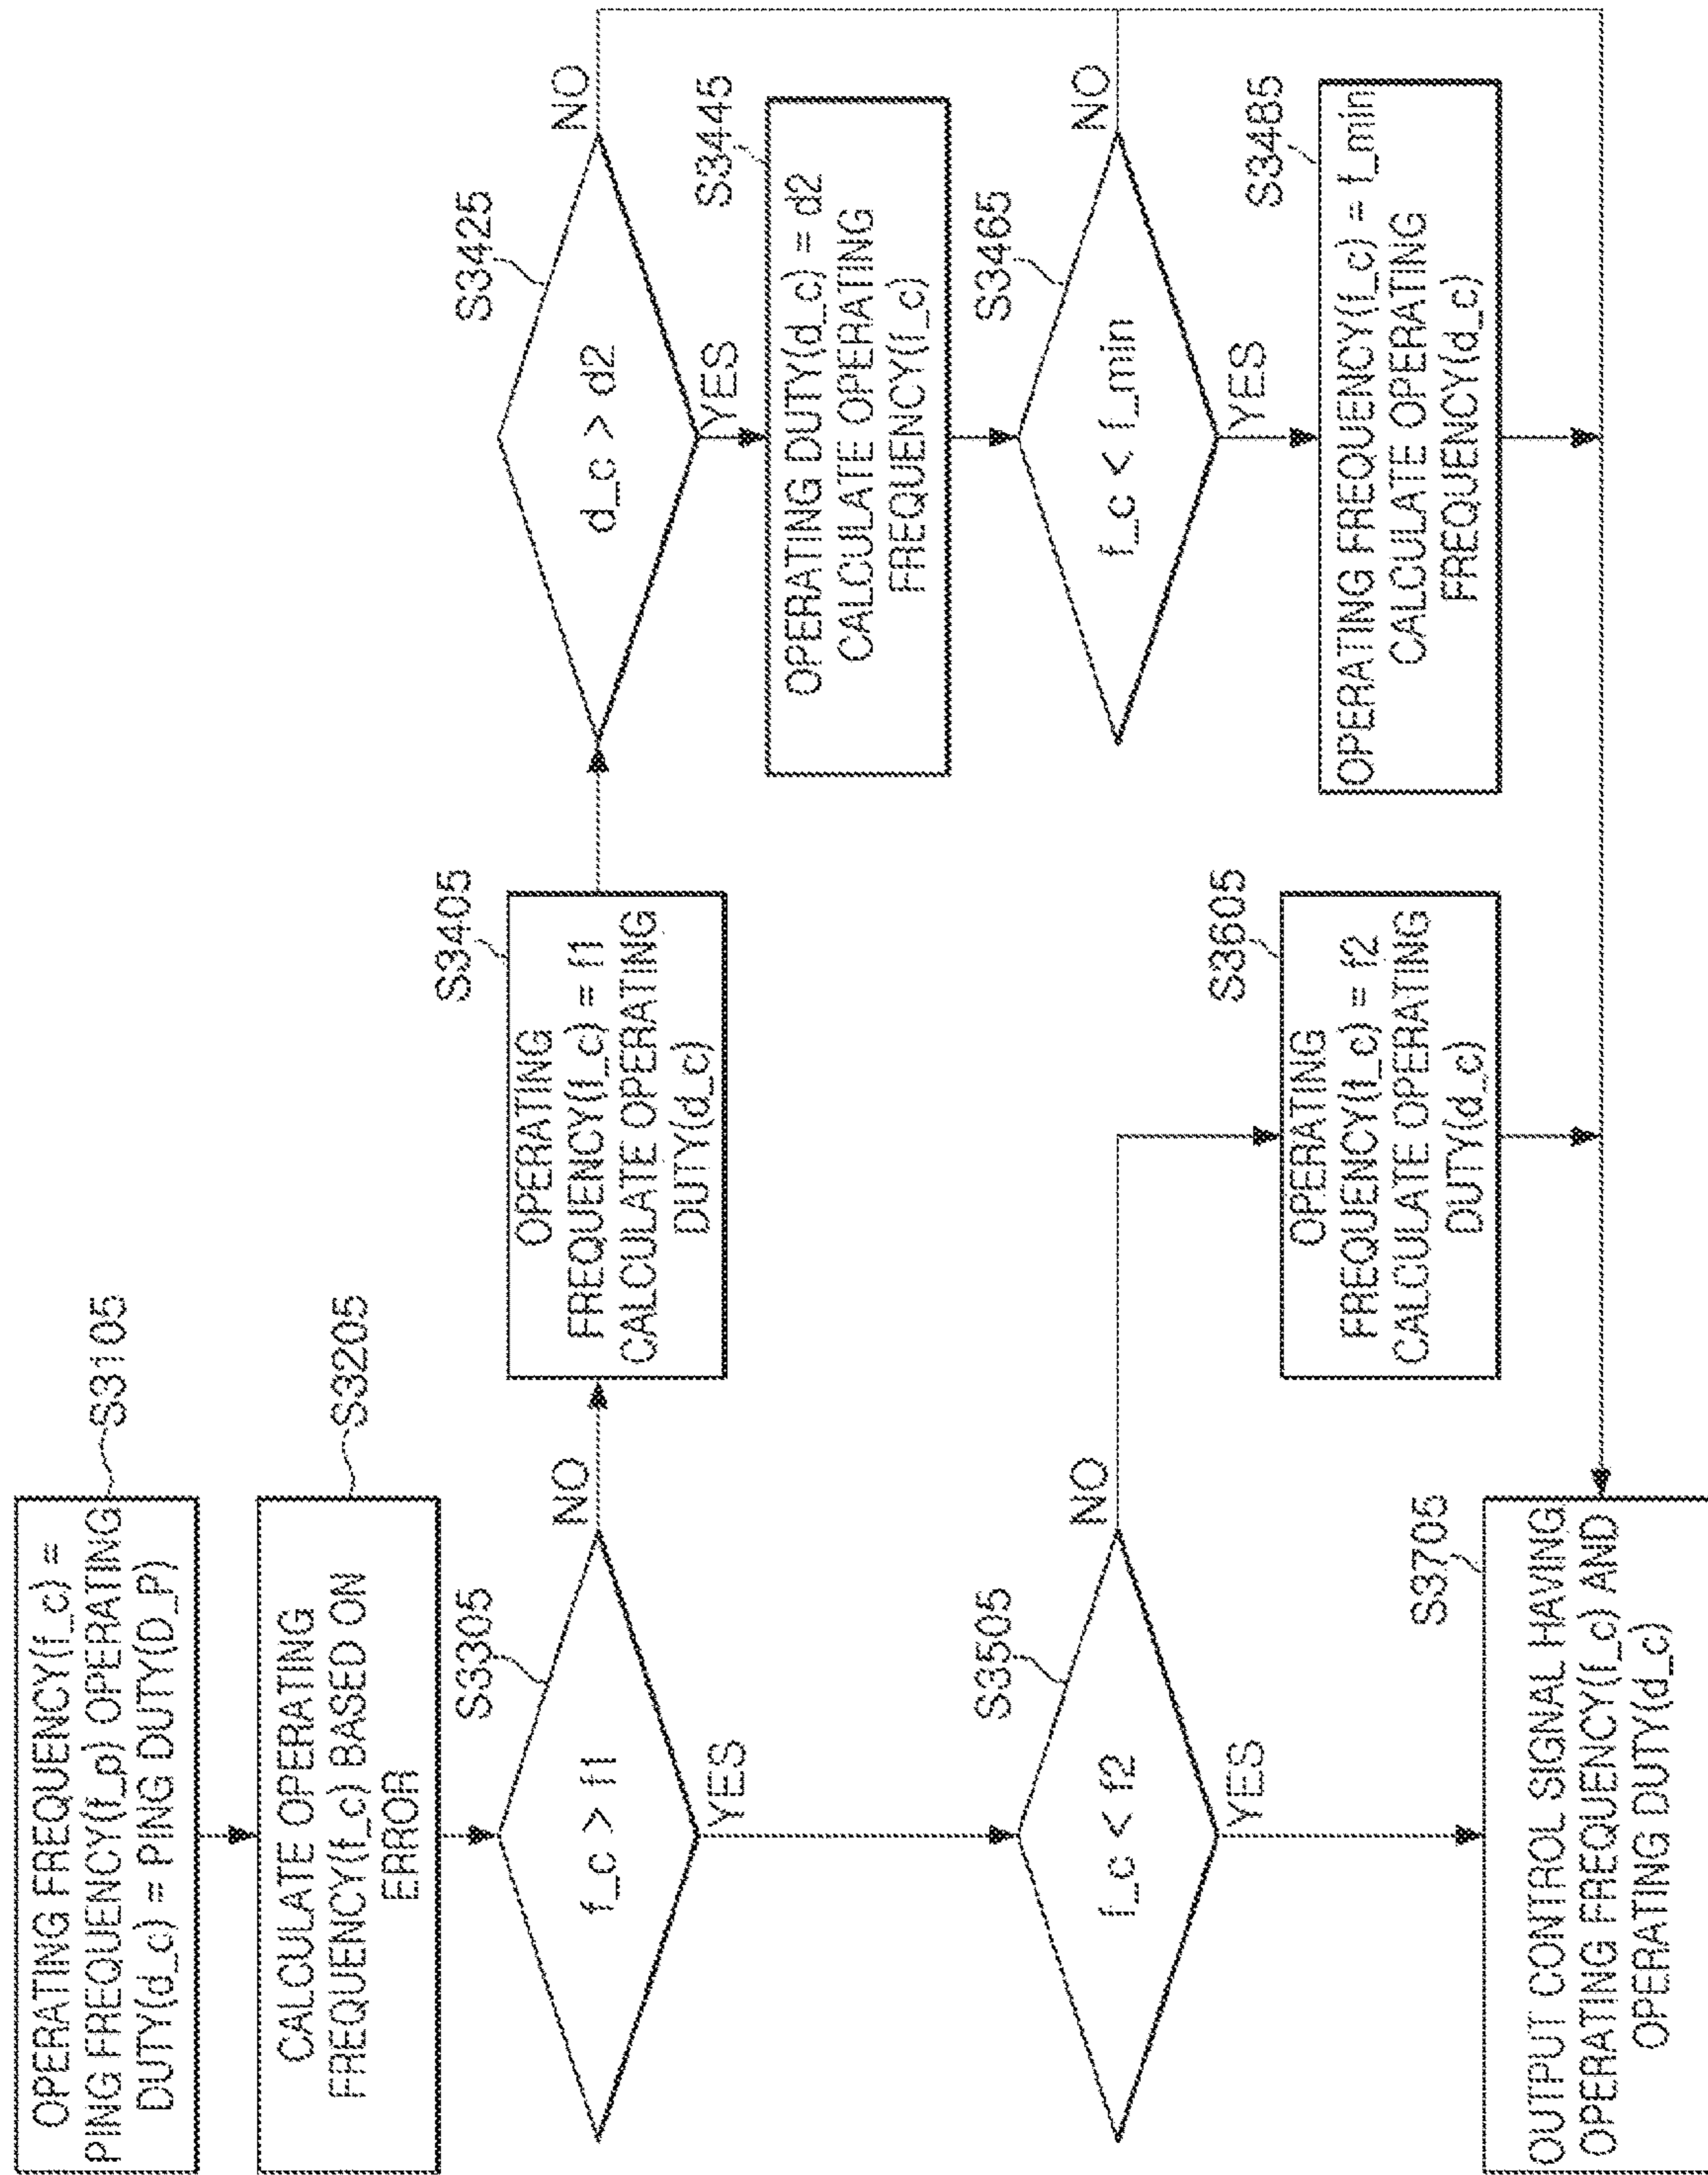 OPERATING FREQUENCY(f_c) =
PING FREQUENCY(f_p) OPERATING
DUTY(d_c) = PING DUTY(D_P)
S3105
CALCULATE OPERATING
FREQUENCY(f_c) BASED ON
ERROR
S3205
f_c > f1
S3305
NO
YES
OPERATING
FREQUENCY(f_c) = f1
CALCULATE OPERATING
DUTY(d_c)
S3405
d_c > d2
S3425
NO
YES
OPERATING DUTY(d_c) = d2
CALCULATE OPERATING
FREQUENCY(f_c)
S3445
f_c < f_min
S3465
NO
YES
OPERATING FREQUENCY(f_c) = f_min
CALCULATE OPERATING
FREQUENCY(d_c)
S3485
f_c < f2
S3505
NO
YES
OPERATING
FREQUENCY(f_c) = f2
CALCULATE OPERATING
DUTY(d_c)
S3605
OUTPUT CONTROL SIGNAL HAVING
OPERATING FREQUENCY(f_c) AND
OPERATING DUTY(d_c)
S3705